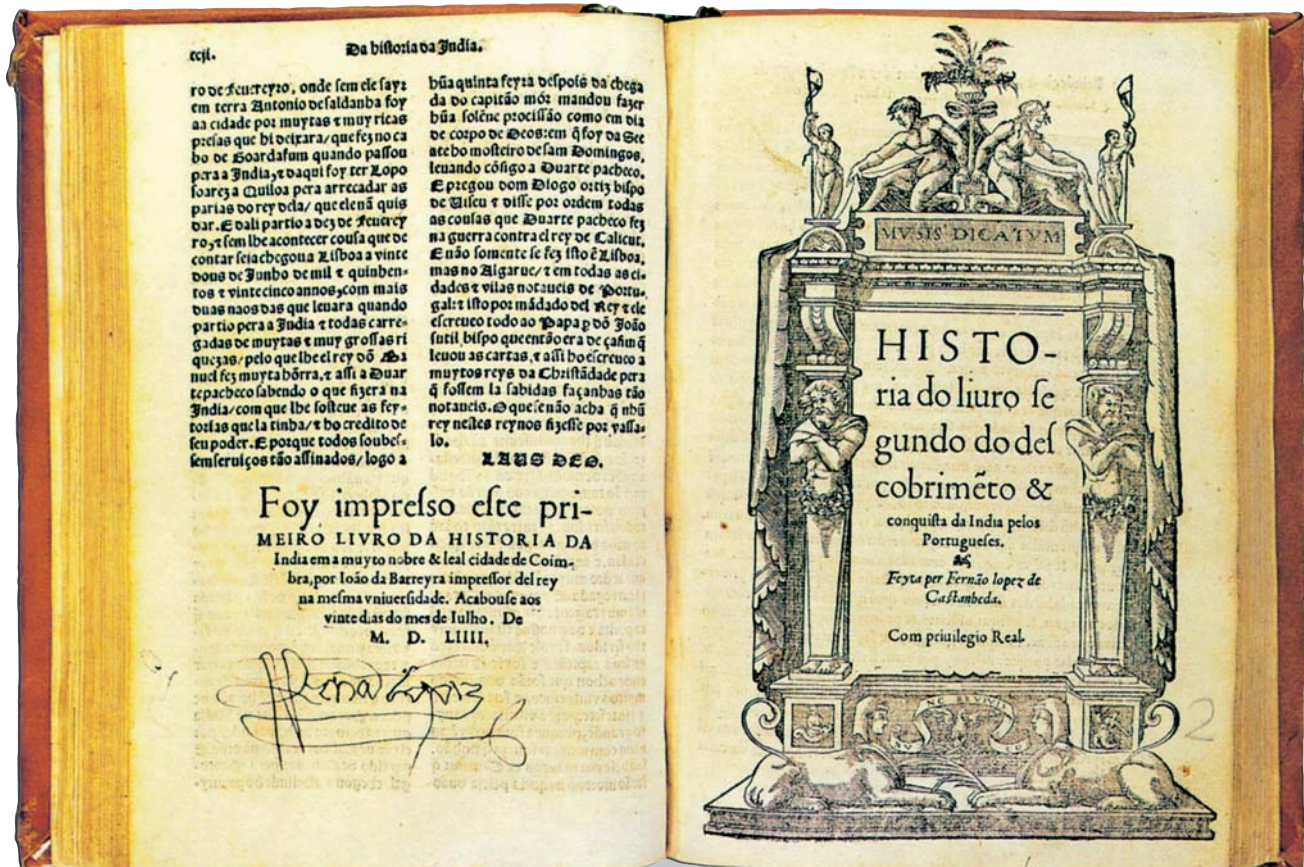 ccij.
Da historia da India.
ro de feuereyro, onde sem ele sayr
em terra Antonio de saldanha foy
aa cidade por muytas ⁊ muy ricas
presas que hi deixara/ que fez no ca
bo de Goardafum quando passou
pera a India,⁊ daqui foy ter Lopo
soarez a Quiloa pera arrecadar as
parias do rey dela/ que ele nã quis
dar. E dali partio a dez de feuerey
ro,⁊ sem lhe acontecer cousa que de
contar seia chegou a Lisboa a vinte
dous de Junho de mil ⁊ quinhen-
tos ⁊ vinte cinco annos,com mais
duas naos das que leuara quando
partio pera a India ⁊ todas carre-
gadas de muytas ⁊ muy grossas ri
quezas/ pelo que lhe el rey dõ Ma
nuel fez muyta hõrra.⁊ assi a Duar
te pacheco sabendo o que fizera na
India/com que lhe susteue as fey-
torias que la tinha/⁊ ho credito de
seu poder. E porque todos soubes-
sem seruiços tão assinados/ logo a
hũa quinta feyra despois da chega
da do capitão mór mandou fazer
hũa solẽne procissão como em dia
de corpo de Deos:em q̃ foy da See
ate ho mosteiro de sam Domingos,
leuando cõsigo a Duarte pacheco.
E pregou dom Diogo ortiz bispo
de Uiseu ⁊ disse por ordem todas
as cousas que Duarte pacheco fez
na guerra contra el rey de Calicut.
E não somente se fez isto ẽ Lisboa,
mas no Algarue/⁊ em todas as ci-
dades ⁊ vilas notaueis de Portu-
gal:⁊ isto por mãdado del Rey ⁊ ele
escreueo todo ao Papa p dõ João
sutil bispo que então era de çafim q̃
leuou as cartas,⁊ assi ho escreueo a
muytos reys da Christãdade pera
q̃ fossem la sabidas façanhas tão
notaueis. O que se não acha q̃ nhũ
rey nestes reynos fizesse por vassa-
lo.
LAUS DEO.
Foy impresso este pri-
MEIRO LIVRO DA HISTORIA DA
India em a muyto nobre & leal cidade de Coim-
bra,por Ioão da Barreyra impressor del rey
na mesma vniuersidade. Acabouse aos
vinte dias do mes de Iulho. De
M. D. LIIII.
MVSIS DICATVM
HISTO-
ria do liuro se
gundo do des
cobrimẽto &
conquista da India pelos
Portugueses.
Feyta per Fernão lopez de
Castanheda.
Com priuilegio Real.
2